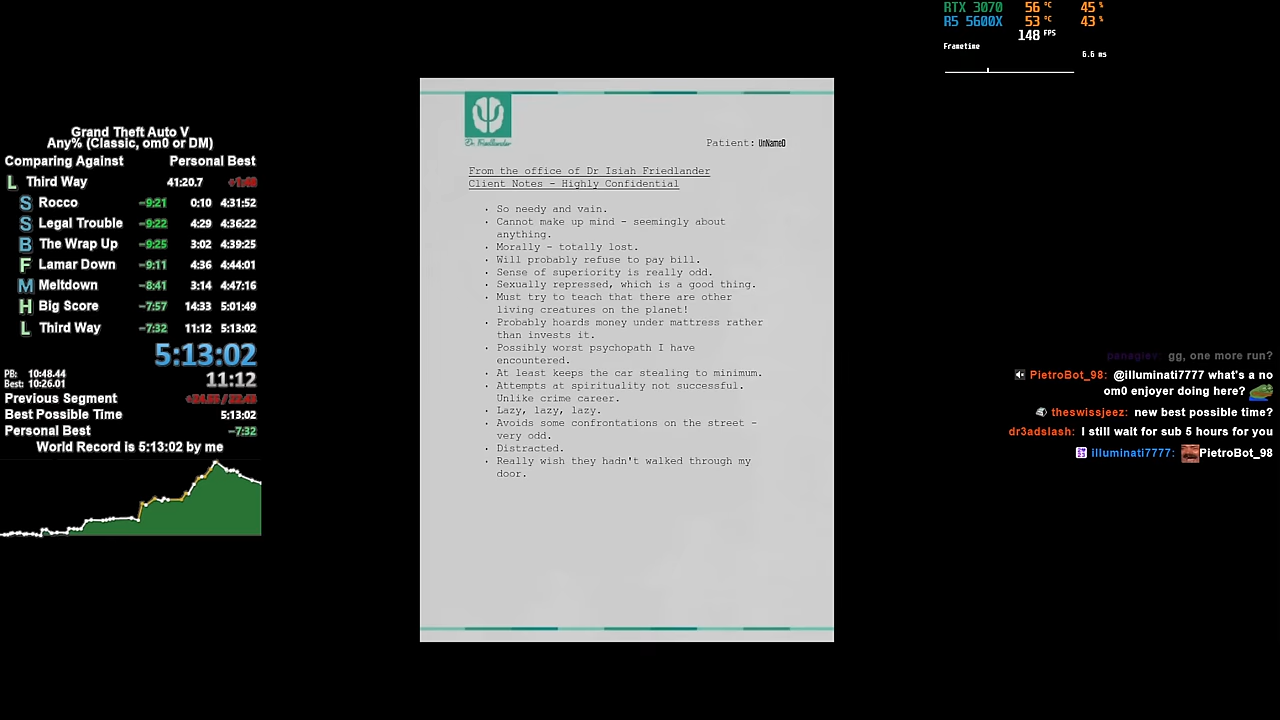 RTX 3070 56 °C 45 %
R5 5600X 53 °C 43 %
148 FPS
Frametime
6.6 ms
Grand Theft Auto V
Any% (Classic, om0 or DM)
Comparing Against Personal Best
L Third Way 41:20.7
S Rocco -9:21 0:10 4:31:52
S Legal Trouble -9:22 4:29 4:36:22
B The Wrap Up -9:25 3:02 4:39:25
F Lamar Down -9:11 4:36 4:44:01
M Meltdown -8:41 3:14 4:47:16
H Big Score -7:57 14:33 5:01:49
L Third Way -7:32 11:12 5:13:02
5:13:02
PB: 10:48.44
Best: 10:26.01
11:12
Previous Segment
Best Possible Time 5:13:02
Personal Best -7:32
World Record is 5:13:02 by me
Dr. Friedlander
Patient: UnNameD
From the office of Dr Isiah Friedlander
Client Notes - Highly Confidential
· So needy and vain.
· Cannot make up mind - seemingly about
anything.
· Morally - totally lost.
· Will probably refuse to pay bill.
· Sense of superiority is really odd.
· Sexually repressed, which is a good thing.
· Must try to teach that there are other
living creatures on the planet!
· Probably hoards money under mattress rather
than invests it.
· Possibly worst psychopath I have
encountered.
· At least keeps the car stealing to minimum.
· Attempts at spirituality not successful.
Unlike crime career.
· Lazy, lazy, lazy.
· Avoids some confrontations on the street -
very odd.
· Distracted.
· Really wish they hadn't walked through my
door.
panagiev: gg, one more run?
PietroBot_98: @illuminati7777 what's a no
om0 enjoyer doing here?
theswissjeez: new best possible time?
dr3adslash: I still wait for sub 5 hours for you
illuminati7777: PietroBot_98